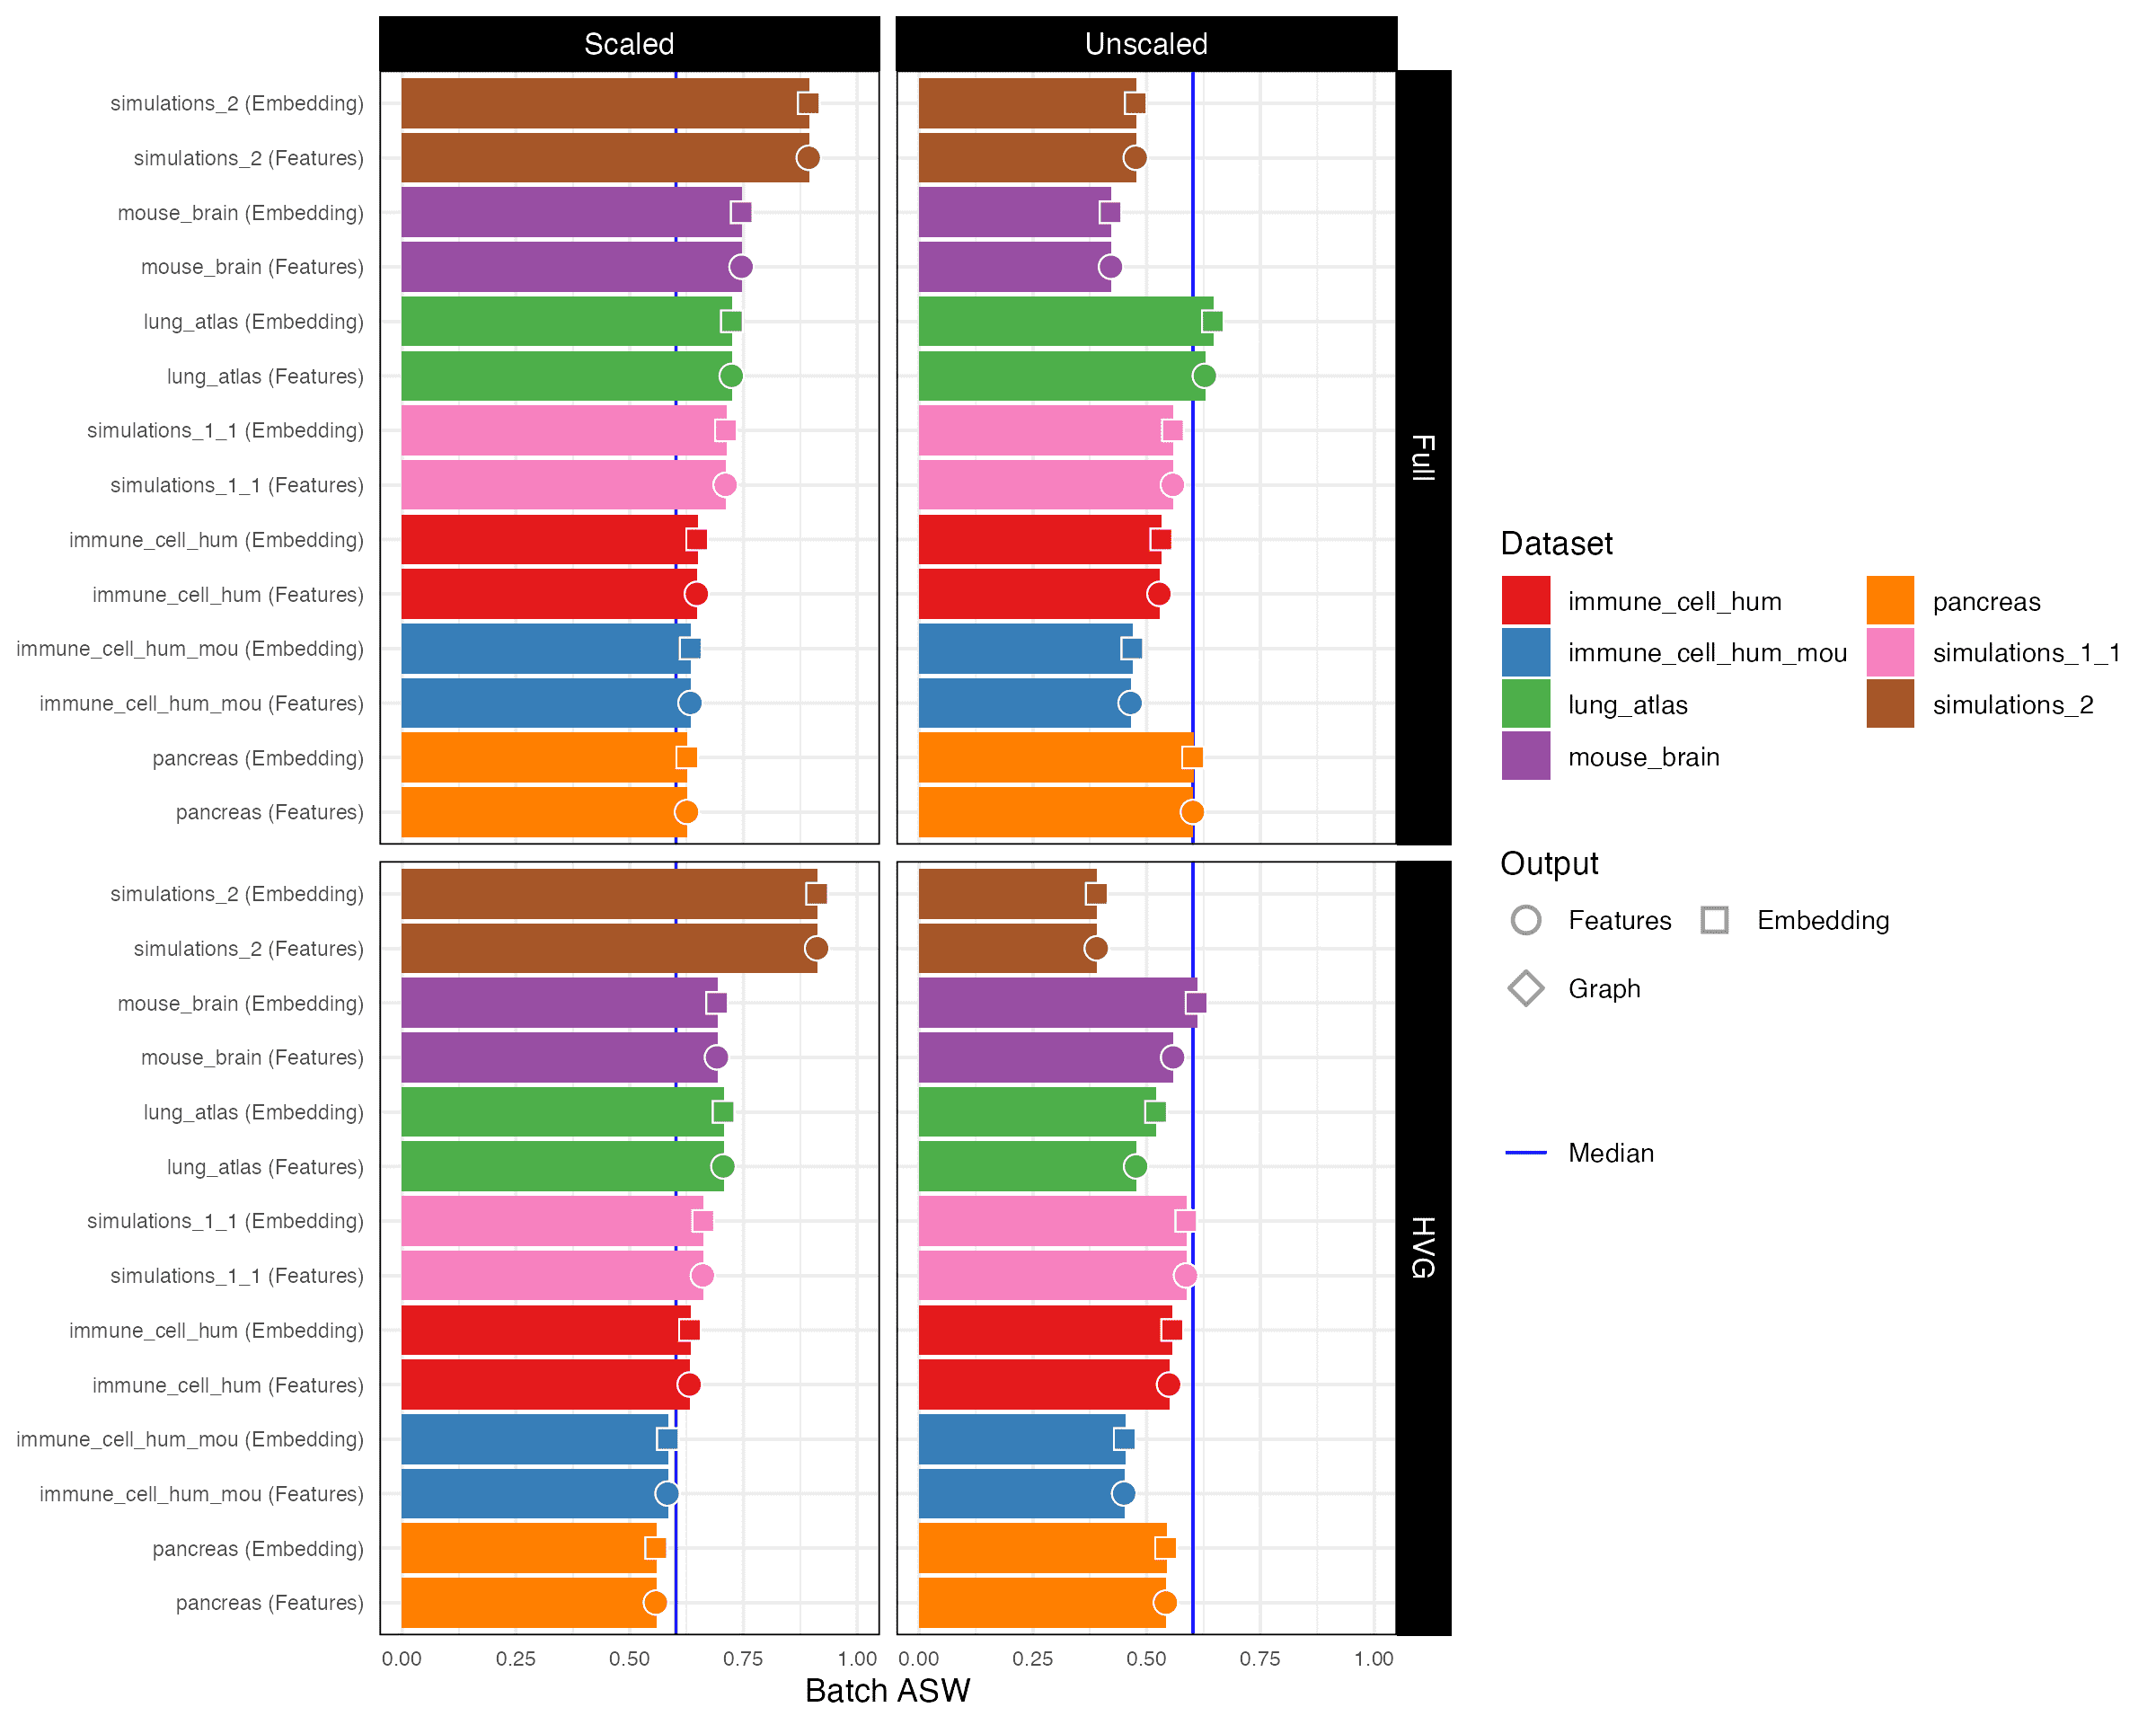 Scaled
Unscaled
simulations_2 (Embedding)
simulations_2 (Features)
mouse_brain (Embedding)
mouse_brain (Features)
lung_atlas (Embedding)
lung_atlas (Features)
simulations_1_1 (Embedding)
simulations_1_1 (Features)
immune_cell_hum (Embedding)
immune_cell_hum (Features)
immune_cell_hum_mou (Embedding)
immune_cell_hum_mou (Features)
pancreas (Embedding)
pancreas (Features)
Full
simulations_2 (Embedding)
simulations_2 (Features)
mouse_brain (Embedding)
mouse_brain (Features)
lung_atlas (Embedding)
lung_atlas (Features)
simulations_1_1 (Embedding)
simulations_1_1 (Features)
immune_cell_hum (Embedding)
immune_cell_hum (Features)
immune_cell_hum_mou (Embedding)
immune_cell_hum_mou (Features)
pancreas (Embedding)
pancreas (Features)
HVG
0.00 0.25 0.50 0.75 1.00
0.00 0.25 0.50 0.75 1.00
Batch ASW
Dataset
immune_cell_hum
immune_cell_hum_mou
lung_atlas
mouse_brain
pancreas
simulations_1_1
simulations_2
Output
Features
Embedding
Graph
Median